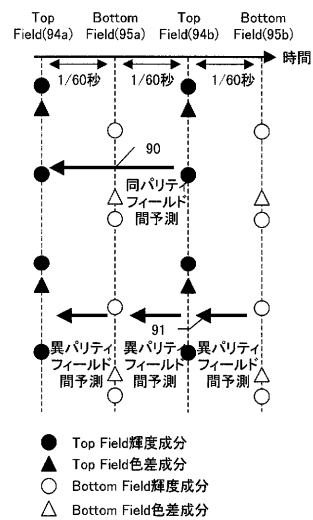 Top Field(94a)
Bottom Field(95a)
Top Field(94b)
Bottom Field(95b)
時間
1/60秒
1/60秒
1/60秒
90
同パリティ
フィールド
間予測
91
異パリティ
フィールド
間予測
異パリティ
フィールド
間予測
異パリティ
フィールド
間予測
Top Field輝度成分
Top Field色差成分
Bottom Field輝度成分
Bottom Field色差成分